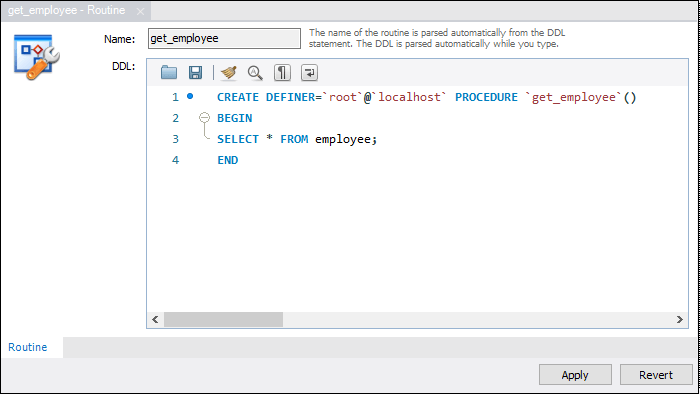 get_employee - Routine
Name: get_employee The name of the routine is parsed automatically from the DDL
statement. The DDL is parsed automatically while you type.
DDL:
1 CREATE DEFINER=`root`@`localhost` PROCEDURE `get_employee`()
2 BEGIN
3 SELECT * FROM employee;
4 END
Routine
Apply Revert